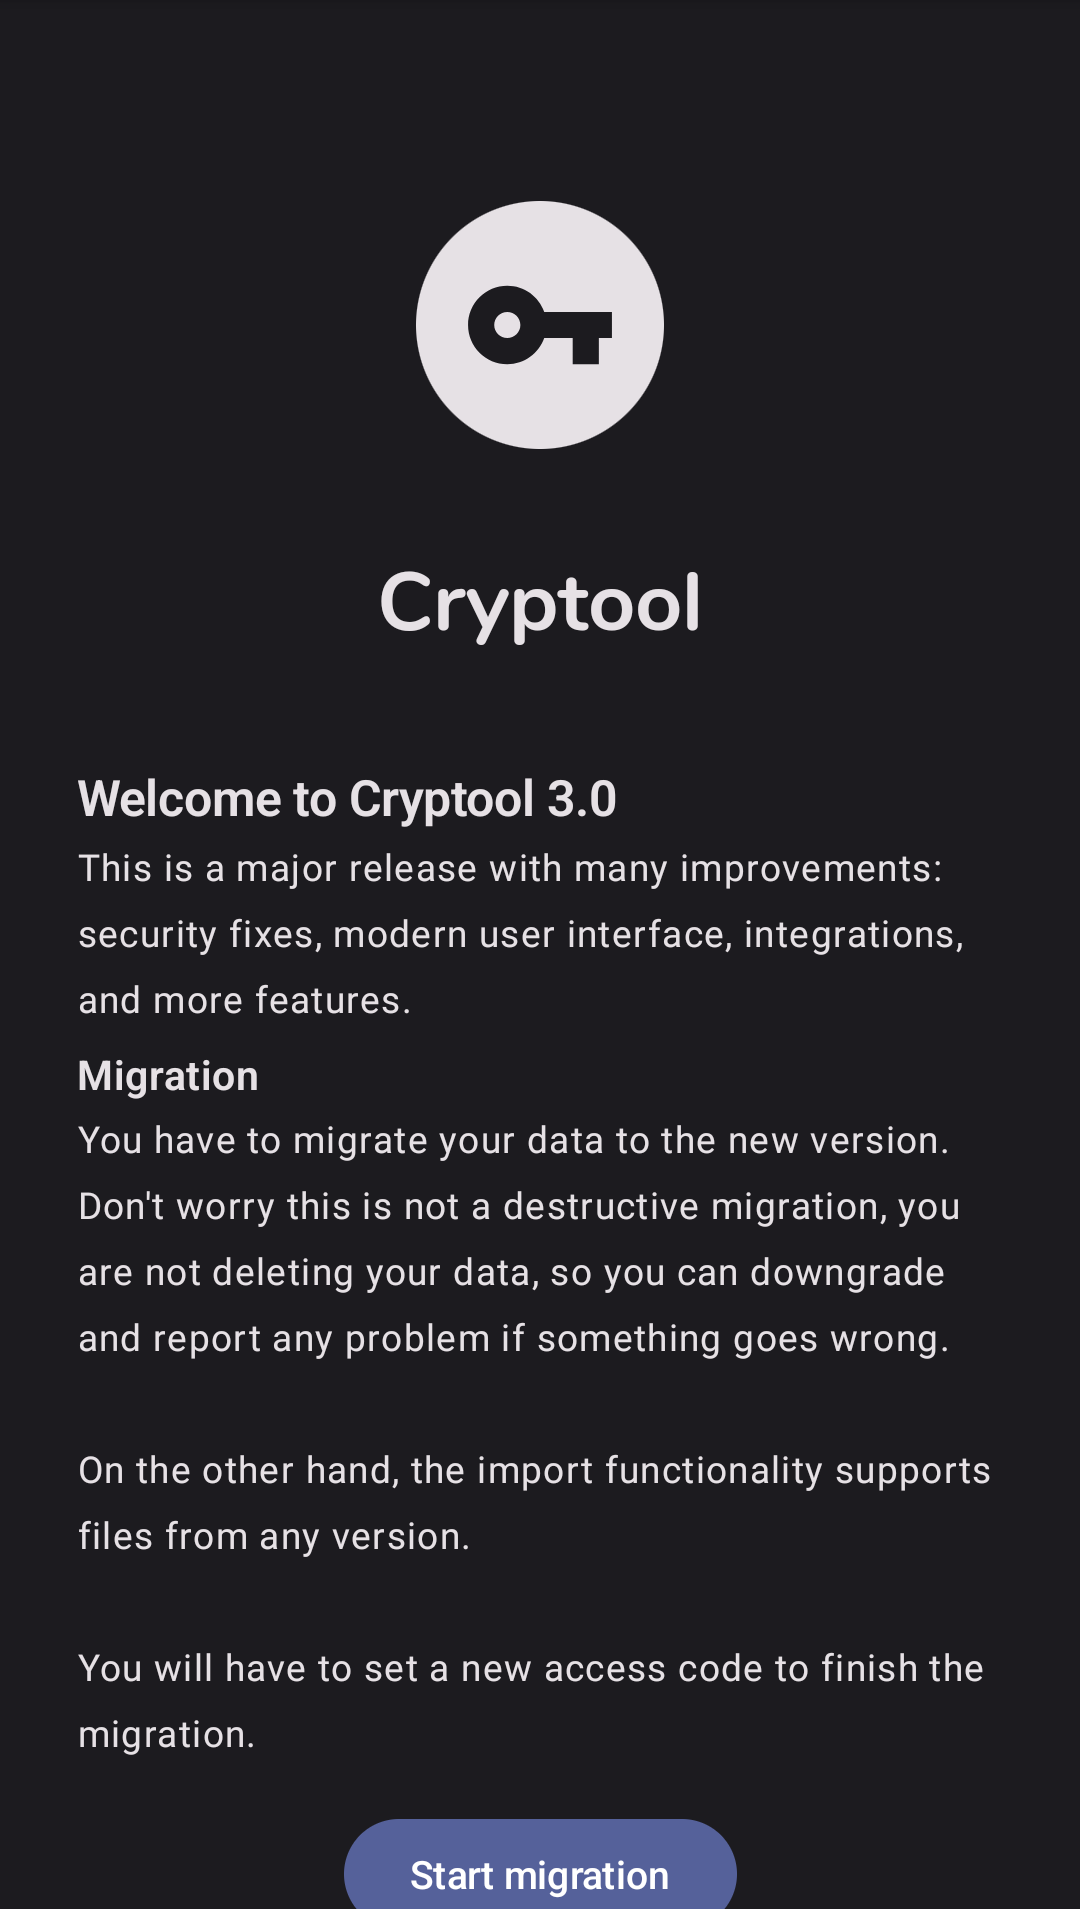 Cryptool
Welcome to Cryptool 3.0
This is a major release with many improvements:
security fixes, modern user interface, integrations,
and more features.
Migration
You have to migrate your data to the new version.
Don't worry this is not a destructive migration, you
are not deleting your data, so you can downgrade
and report any problem if something goes wrong.
On the other hand, the import functionality supports
files from any version.
You will have to set a new access code to finish the
migration.
Start migration